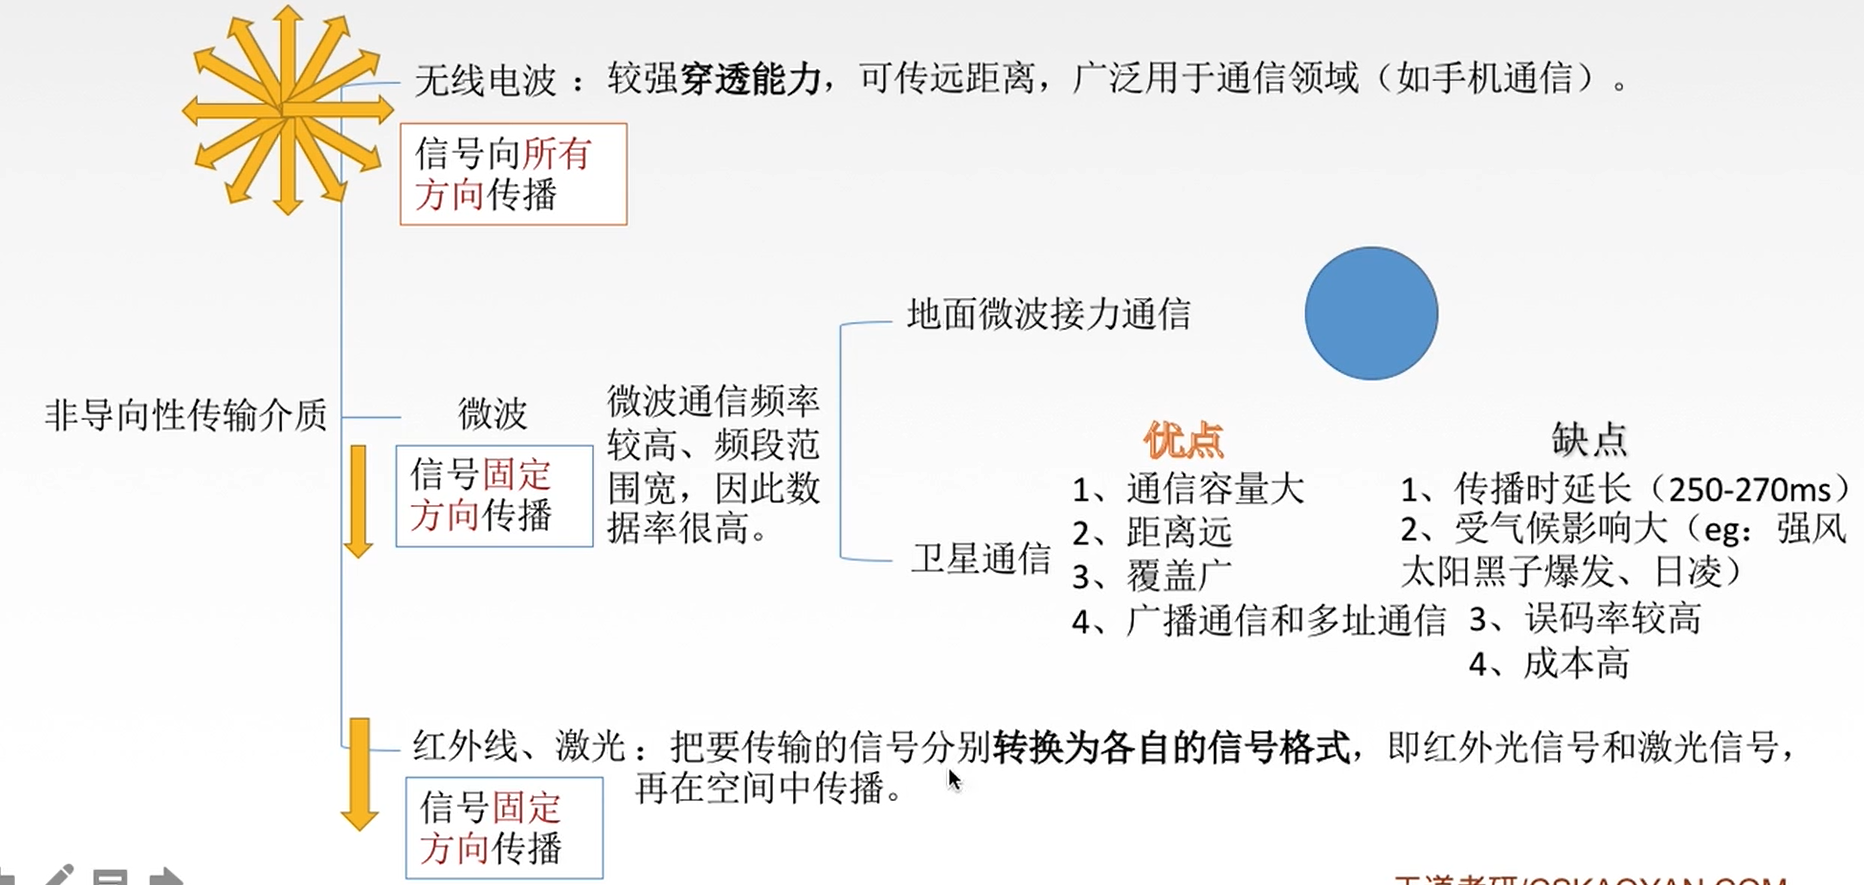 无线电波：较强穿透能力，可传远距离，广泛用于通信领域（如手机通信）。
信号向所有
方向传播
非导向性传输介质
微波
信号固定
方向传播
微波通信频率
较高、频段范
围宽，因此数
据率很高。
地面微波接力通信
卫星通信
优点
1、通信容量大
2、距离远
3、覆盖广
4、广播通信和多址通信
缺点
1、传播时延长（250-270ms）
2、受气候影响大（eg：强风
太阳黑子爆发、日凌）
3、误码率较高
4、成本高
红外线、激光：把要传输的信号分别转换为各自的信号格式，即红外光信号和激光信号，
再在空间中传播。
信号固定
方向传播
王道考研/CSKAOYAN.COM